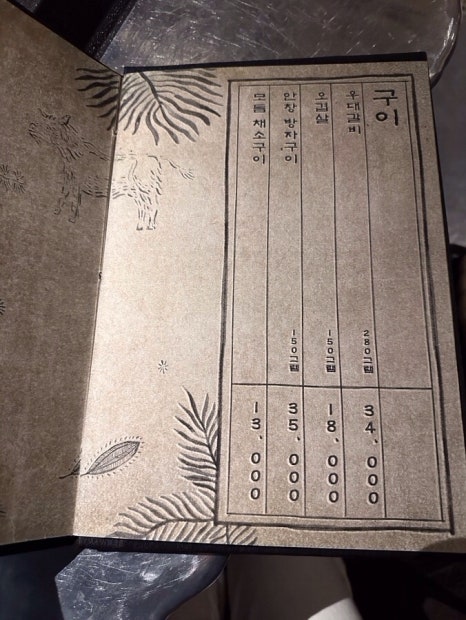 구이
우대갈비 280그램 34,000
오겹살 150그램 18,000
안창 방자구이 150그램 35,000
모듬 채소구이 13,000